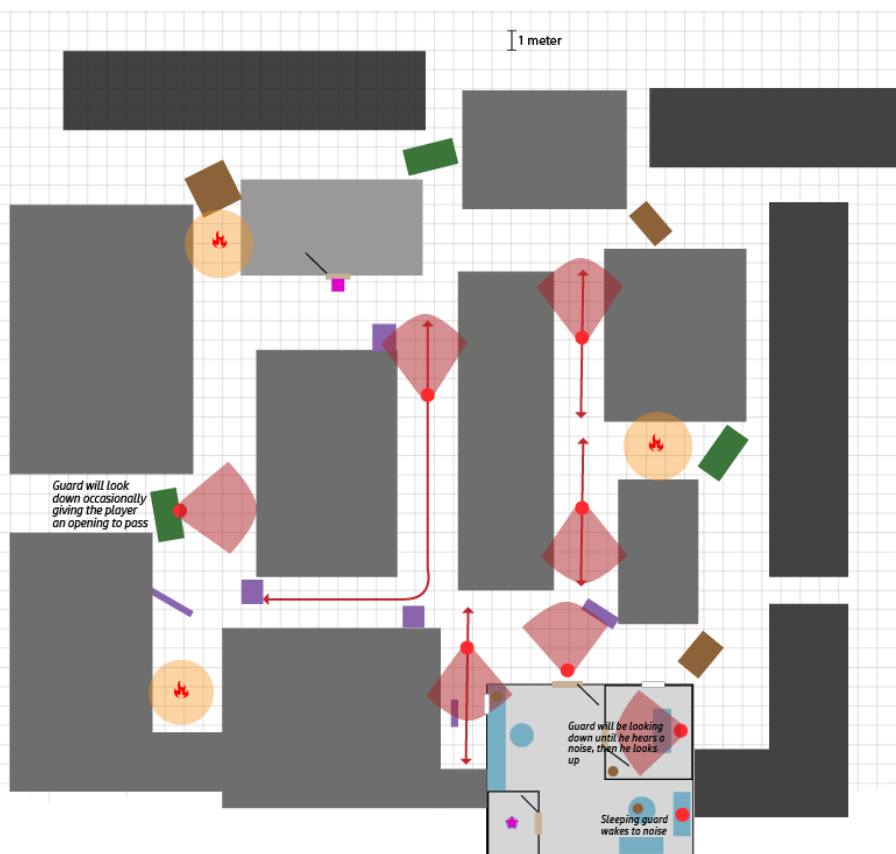 1 meter
Guard will look
down occasionally
giving the player
an opening to pass
Guard will be looking
down until he hears a
noise, then he looks
up
Sleeping guard
wakes to noise